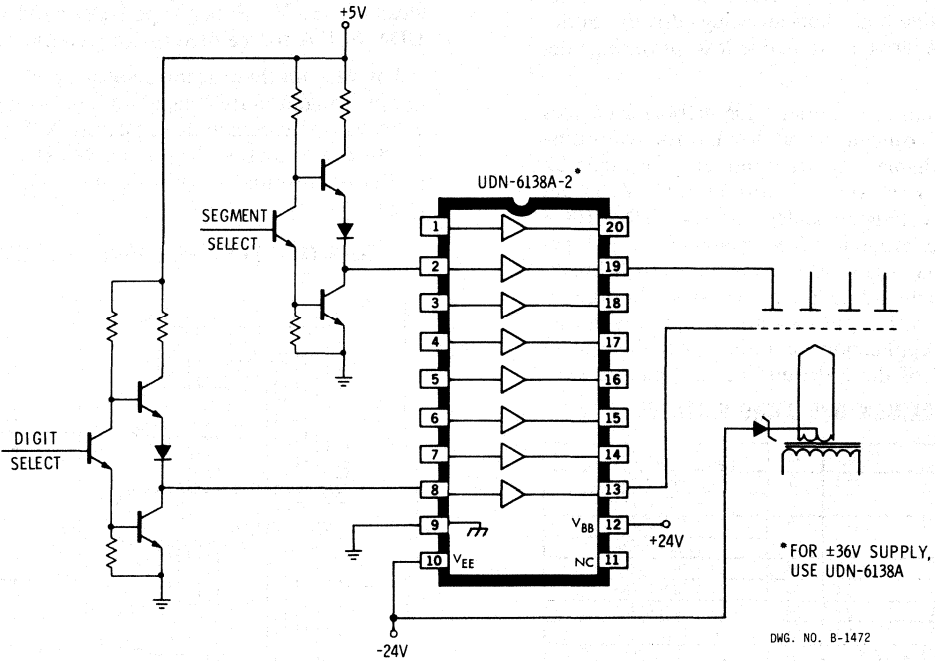 +5V
UDN-6138A-2*
SEGMENT
SELECT
DIGIT
SELECT
1
2
3
4
5
6
7
8
9
10 VEE
20
19
18
17
16
15
14
13
VBB 12
NC 11
+24V
-24V
*FOR ±36V SUPPLY,
USE UDN-6138A
DWG. NO. B-1472